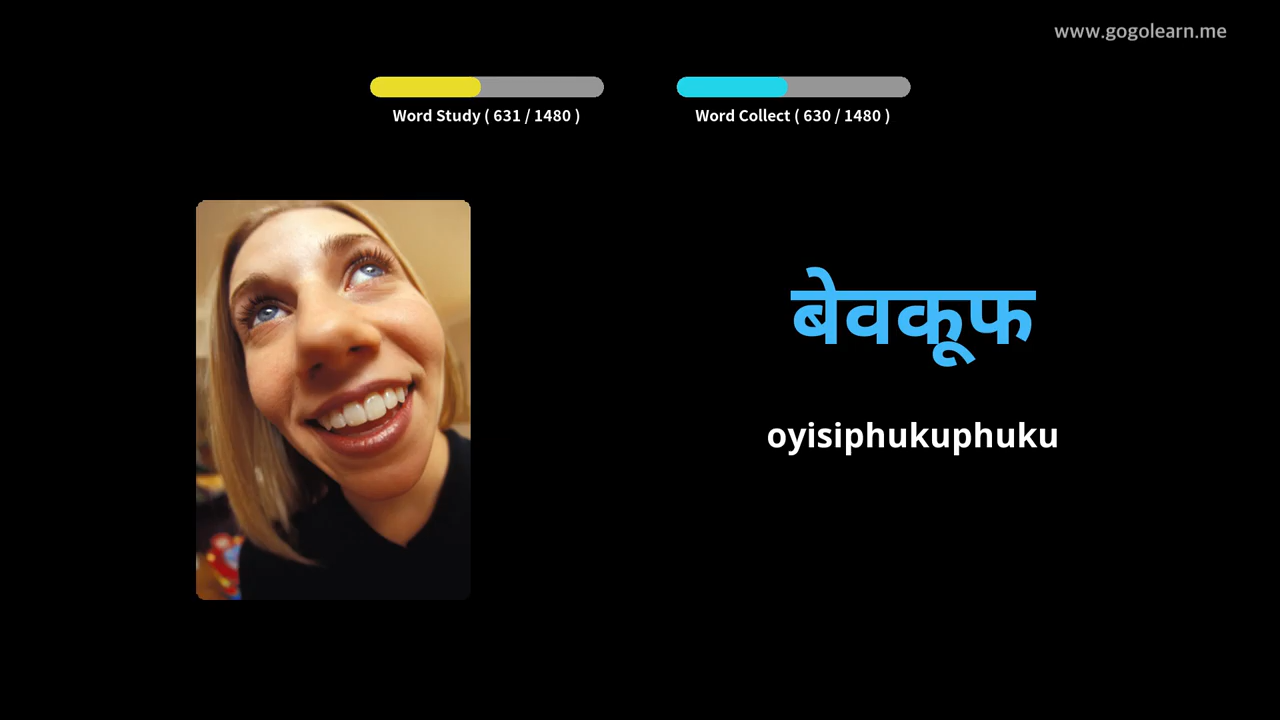 www.gogolearn.me
Word Study ( 631 / 1480 )
Word Collect ( 630 / 1480 )
बेवकूफ
oyisiphukuphuku